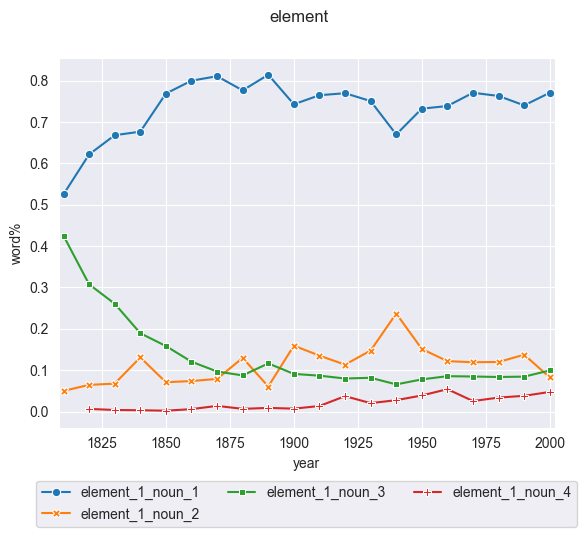 element
0.8
0.7
0.6
0.5
0.4
0.3
0.2
0.1
0.0
word%
1825 1850 1875 1900 1925 1950 1975 2000
year
element_1_noun_1 element_1_noun_3 element_1_noun_4
element_1_noun_2